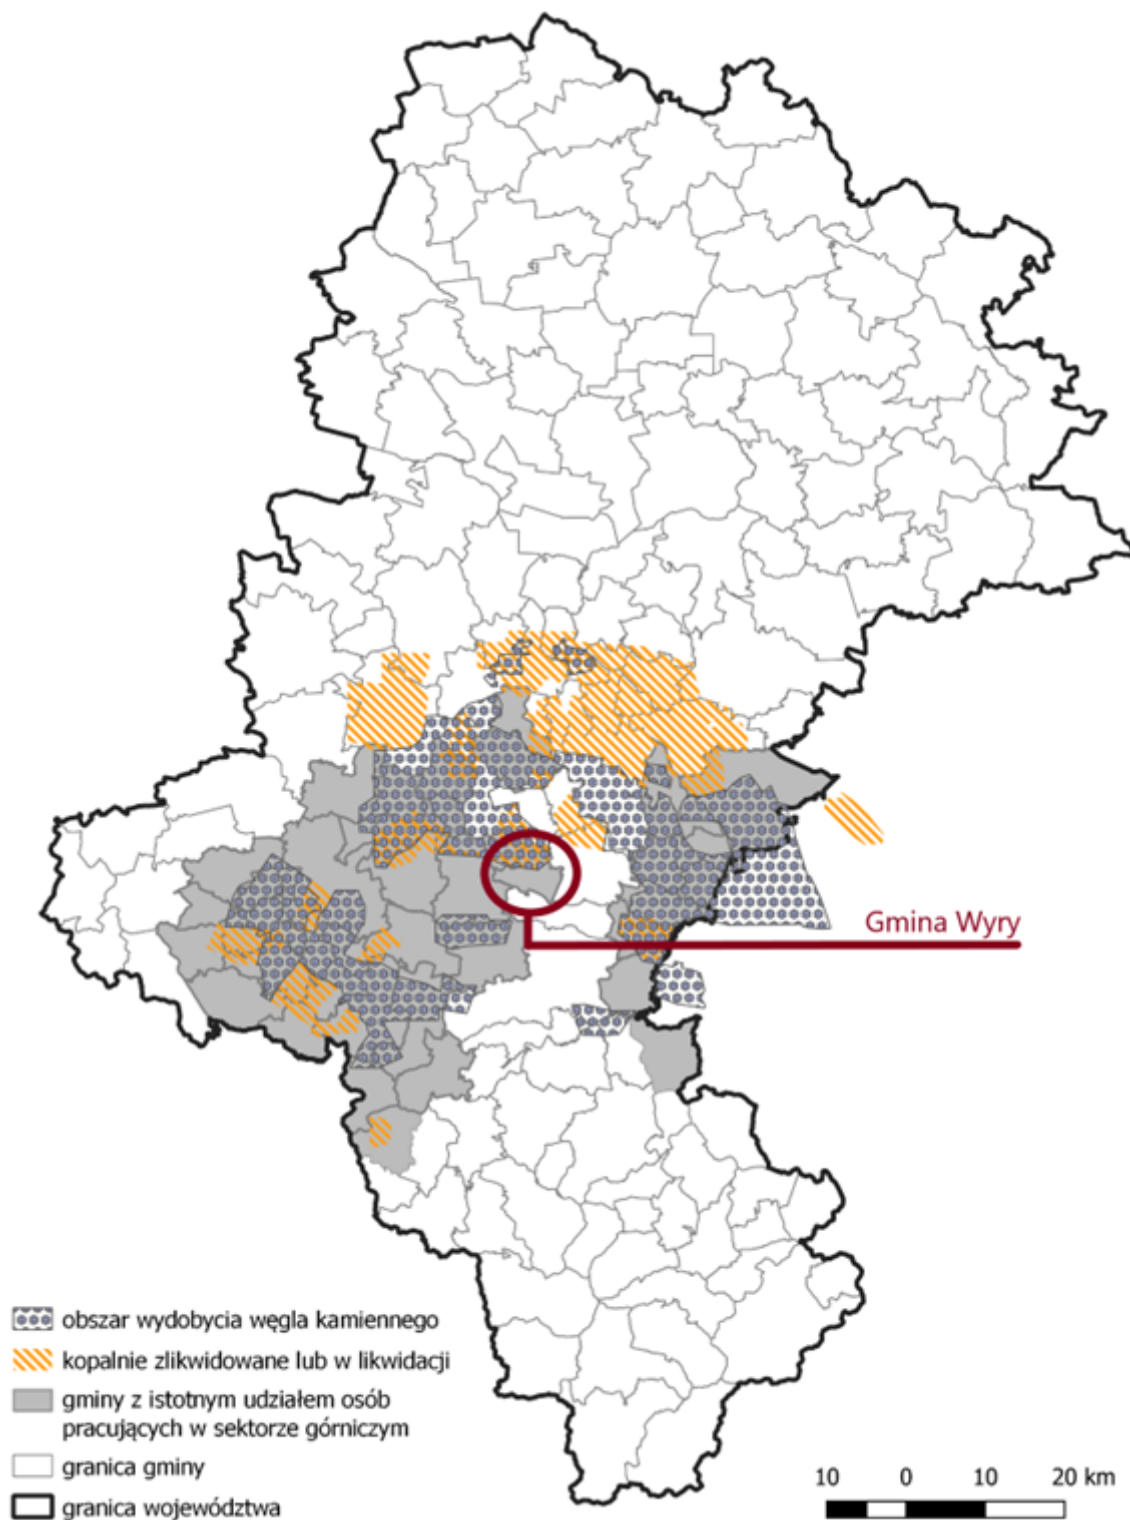 Gmina Wyry
obszar wydobycia węgla kamiennego
kopalnie zlikwidowane lub w likwidacji
gminy z istotnym udziałem osób
pracujących w sektorze górniczym
granica gminy
granica województwa
10 0 10 20 km